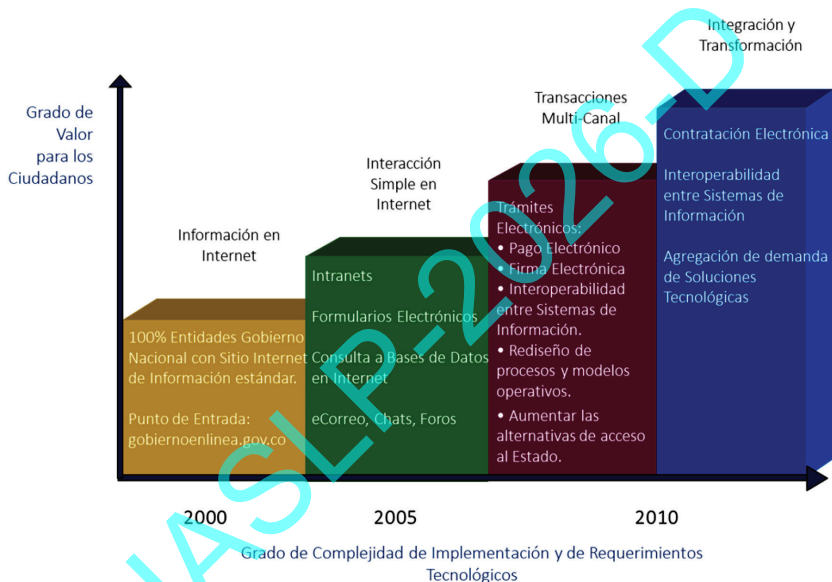 Integración y
Transformación
Transacciones
Multi-Canal
Grado de
Valor
para los
Ciudadanos
Interacción
Simple en
Internet
Información en
Internet
100% Entidades Gobierno
Nacional con Sitio Internet
de Información estándar.
Punto de Entrada:
gobiernoenlinea.gov.co
Intranets
Formularios Electrónicos
Consulta a Bases de Datos
en Internet
eCorreo, Chats, Foros
Trámites
Electrónicos:
• Pago Electrónico
• Firma Electrónica
• Interoperabilidad
entre Sistemas de
Información.
• Rediseño de
procesos y modelos
operativos.
• Aumentar las
alternativas de acceso
al Estado.
Contratación Electrónica
Interoperabilidad
entre Sistemas de
Información
Agregación de demanda
de Soluciones
Tecnológicas
2000
2005
2010
Grado de Complejidad de Implementación y de Requerimientos
Tecnológicos
IASLP-2026-D